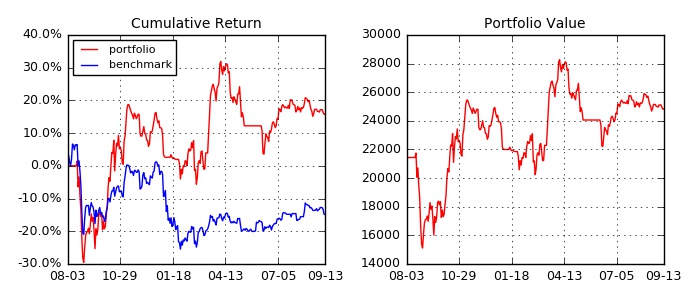 Cumulative Return
40.0%
30.0%
20.0%
10.0%
0.0%
-10.0%
-20.0%
-30.0%
portfolio
benchmark
08-03 10-29 01-18 04-13 07-05 09-13
Portfolio Value
30000
28000
26000
24000
22000
20000
18000
16000
14000
08-03 10-29 01-18 04-13 07-05 09-13